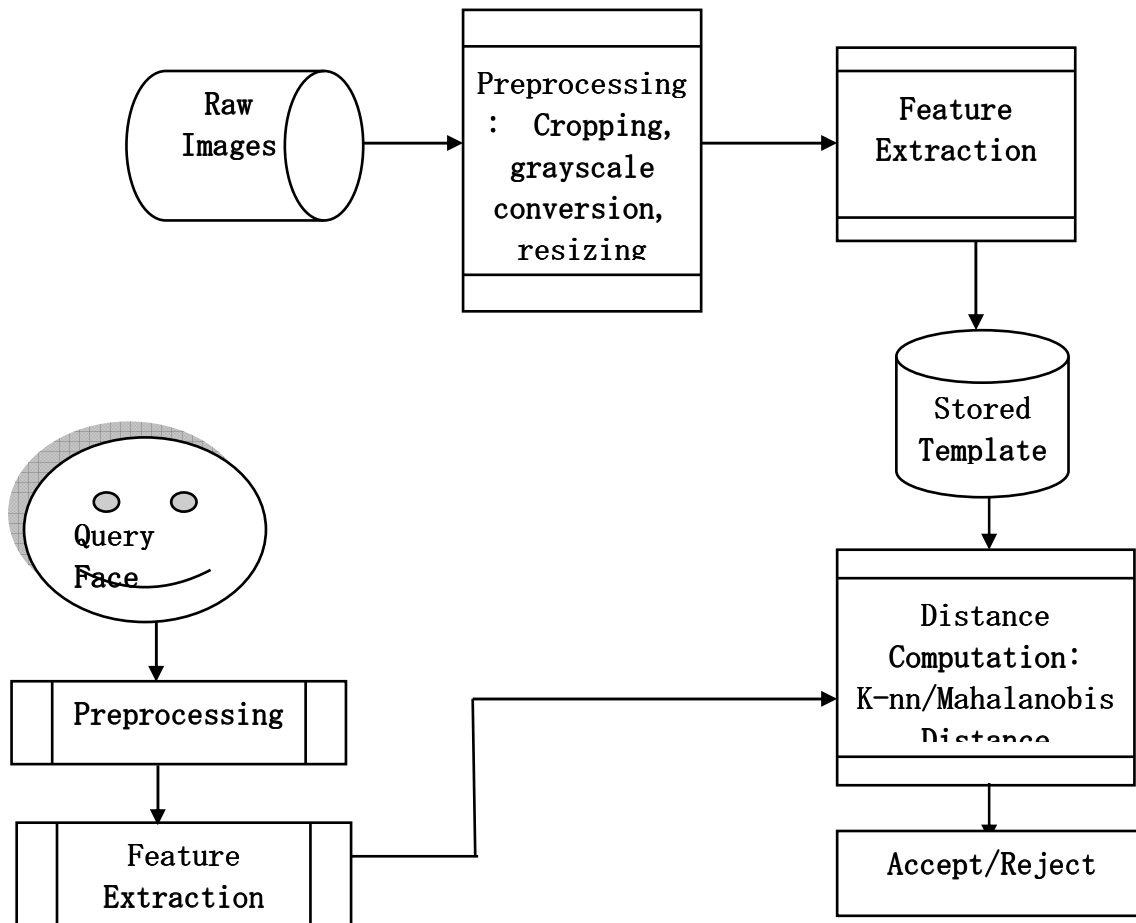 Raw
Images
Preprocessing
: Cropping,
grayscale
conversion,
resizing
Feature
Extraction
Stored
Template
Query
Face
Preprocessing
Feature
Extraction
Distance
Computation:
K-nn/Mahalanobis
Distance
Accept/Reject